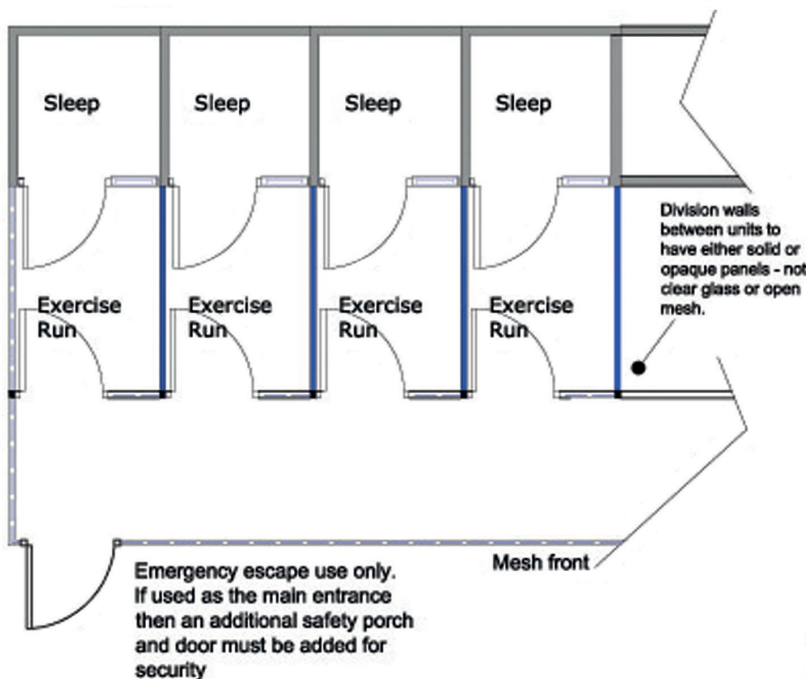 Sleep
Sleep
Sleep
Sleep
Division walls
between units to
have either solid or
opaque panels - not
clear glass or open
mesh.
Exercise
Run
Exercise
Run
Exercise
Run
Exercise
Run
Mesh front
Emergency escape use only.
If used as the main entrance
then an additional safety porch
and door must be added for
security